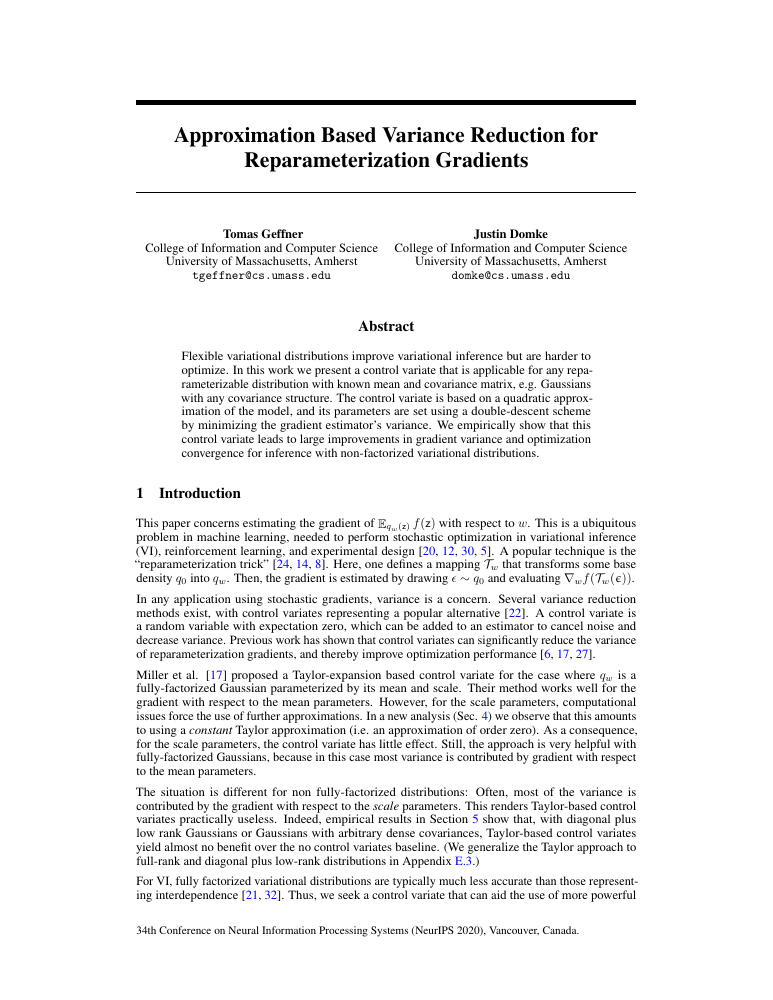 Approximation Based Variance Reduction for
Reparameterization Gradients
Tomas Geffner
College of Information and Computer Science
University of Massachusetts, Amherst
tgeffner@cs.umass.edu
Justin Domke
College of Information and Computer Science
University of Massachusetts, Amherst
domke@cs.umass.edu
Abstract
Flexible variational distributions improve variational inference but are harder to
optimize. In this work we present a control variate that is applicable for any repa-
rameterizable distribution with known mean and covariance matrix, e.g. Gaussians
with any covariance structure. The control variate is based on a quadratic approx-
imation of the model, and its parameters are set using a double-descent scheme
by minimizing the gradient estimator's variance. We empirically show that this
control variate leads to large improvements in gradient variance and optimization
convergence for inference with non-factorized variational distributions.
1 Introduction
This paper concerns estimating the gradient of 𝔼_{q_w(z)} f(z) with respect to w. This is a ubiquitous
problem in machine learning, needed to perform stochastic optimization in variational inference
(VI), reinforcement learning, and experimental design [20, 12, 30, 5]. A popular technique is the
“reparameterization trick” [24, 14, 8]. Here, one defines a mapping 𝒯_w that transforms some base
density q_0 into q_w. Then, the gradient is estimated by drawing ϵ ∼ q_0 and evaluating ∇_w f(𝒯_w(ϵ)).
In any application using stochastic gradients, variance is a concern. Several variance reduction
methods exist, with control variates representing a popular alternative [22]. A control variate is
a random variable with expectation zero, which can be added to an estimator to cancel noise and
decrease variance. Previous work has shown that control variates can significantly reduce the variance
of reparameterization gradients, and thereby improve optimization performance [6, 17, 27].
Miller et al. [17] proposed a Taylor-expansion based control variate for the case where q_w is a
fully-factorized Gaussian parameterized by its mean and scale. Their method works well for the
gradient with respect to the mean parameters. However, for the scale parameters, computational
issues force the use of further approximations. In a new analysis (Sec. 4) we observe that this amounts
to using a constant Taylor approximation (i.e. an approximation of order zero). As a consequence,
for the scale parameters, the control variate has little effect. Still, the approach is very helpful with
fully-factorized Gaussians, because in this case most variance is contributed by gradient with respect
to the mean parameters.
The situation is different for non fully-factorized distributions: Often, most of the variance is
contributed by the gradient with respect to the scale parameters. This renders Taylor-based control
variates practically useless. Indeed, empirical results in Section 5 show that, with diagonal plus
low rank Gaussians or Gaussians with arbitrary dense covariances, Taylor-based control variates
yield almost no benefit over the no control variates baseline. (We generalize the Taylor approach to
full-rank and diagonal plus low-rank distributions in Appendix E.3.)
For VI, fully factorized variational distributions are typically much less accurate than those represent-
ing interdependence [21, 32]. Thus, we seek a control variate that can aid the use of more powerful
34th Conference on Neural Information Processing Systems (NeurIPS 2020), Vancouver, Canada.